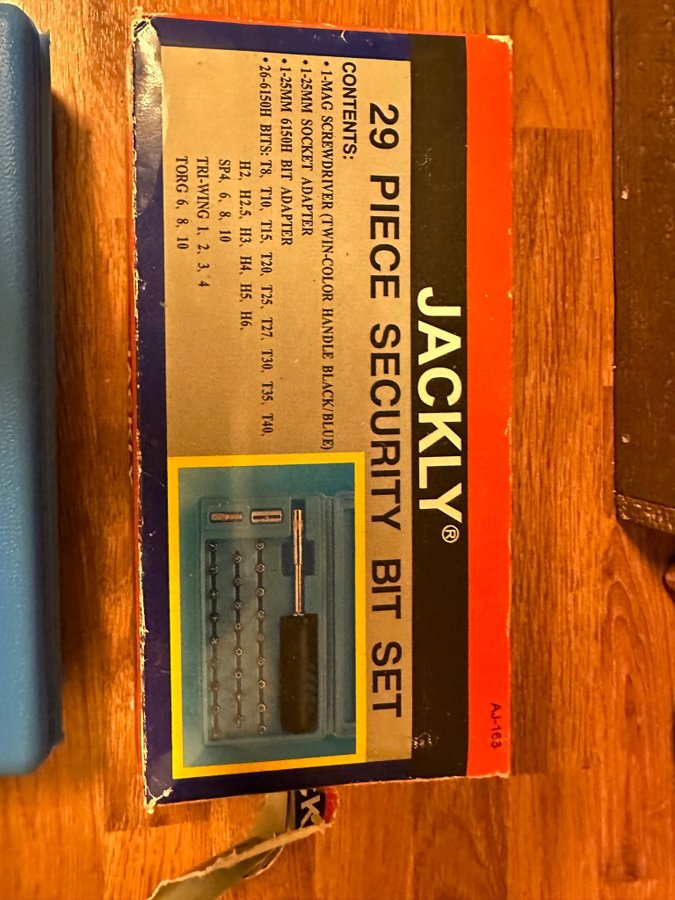 JACKLY®
AJ-163
29 PIECE SECURITY BIT SET
CONTENTS:
•1-MAG SCREWDRIVER (TWIN-COLOR HANDLE BLACK/BLUE)
•1-25MM SOCKET ADAPTER
•1-25MM 6150H BIT ADAPTER
•26-6150H BITS: T8, T10, T15, T20, T25, T27, T30, T35, T40,
H2, H2.5, H3, H4, H5, H6,
SP4, 6, 8, 10
TRI-WING 1, 2, 3, 4
TORG 6, 8, 10
CK